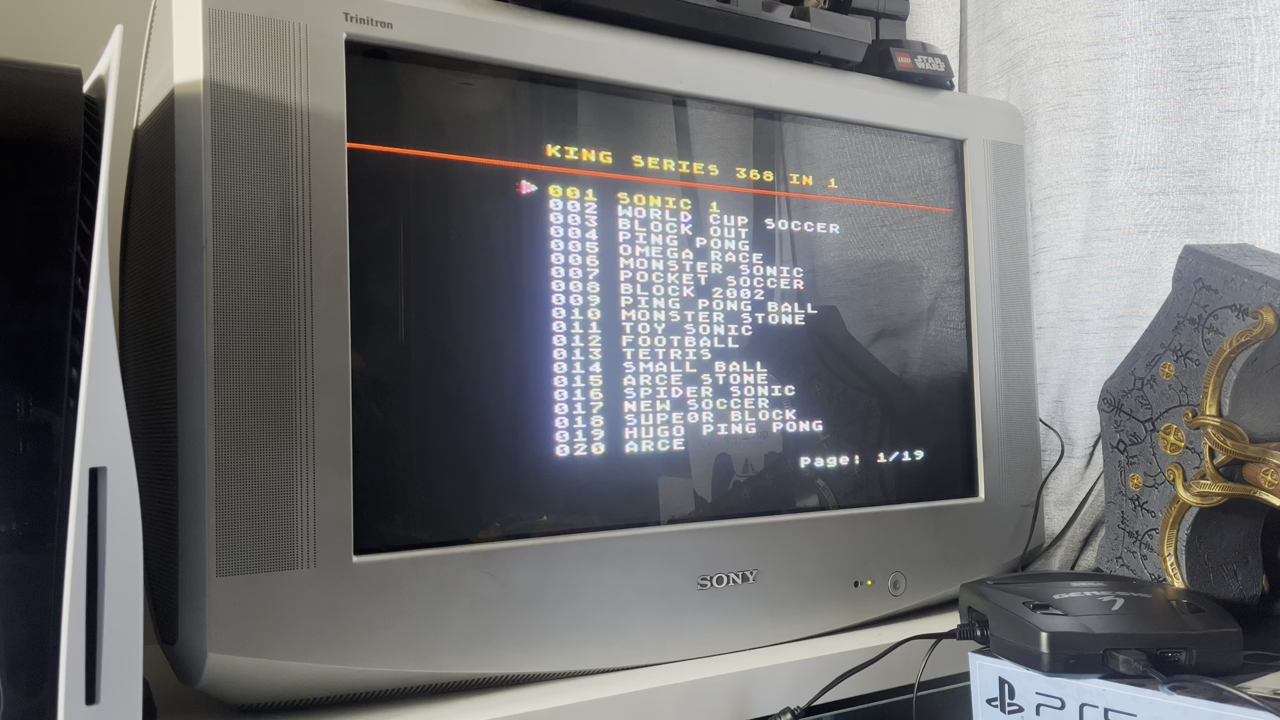 Trinitron
LEGO STAR WARS
KING SERIES 368 IN 1
001 SONIC 1
002 WORLD CUP SOCCER
003 BLOCK OUT
004 PING PONG
005 OMEGA RACE
006 MONSTER SONIC
007 POCKET SOCCER
008 BLOCK 2002
009 PING PONG BALL
010 MONSTER STONE
011 TOY SONIC
012 FOOTBALL
013 TETRIS
014 SMALL BALL
015 ARCE STONE
016 SPIDER SONIC
017 NEW SOCCER
018 SUPE0R BLOCK
019 HUGO PING PONG
020 ARCE
Page: 1/19
SONY
GENESIS
3
PS5